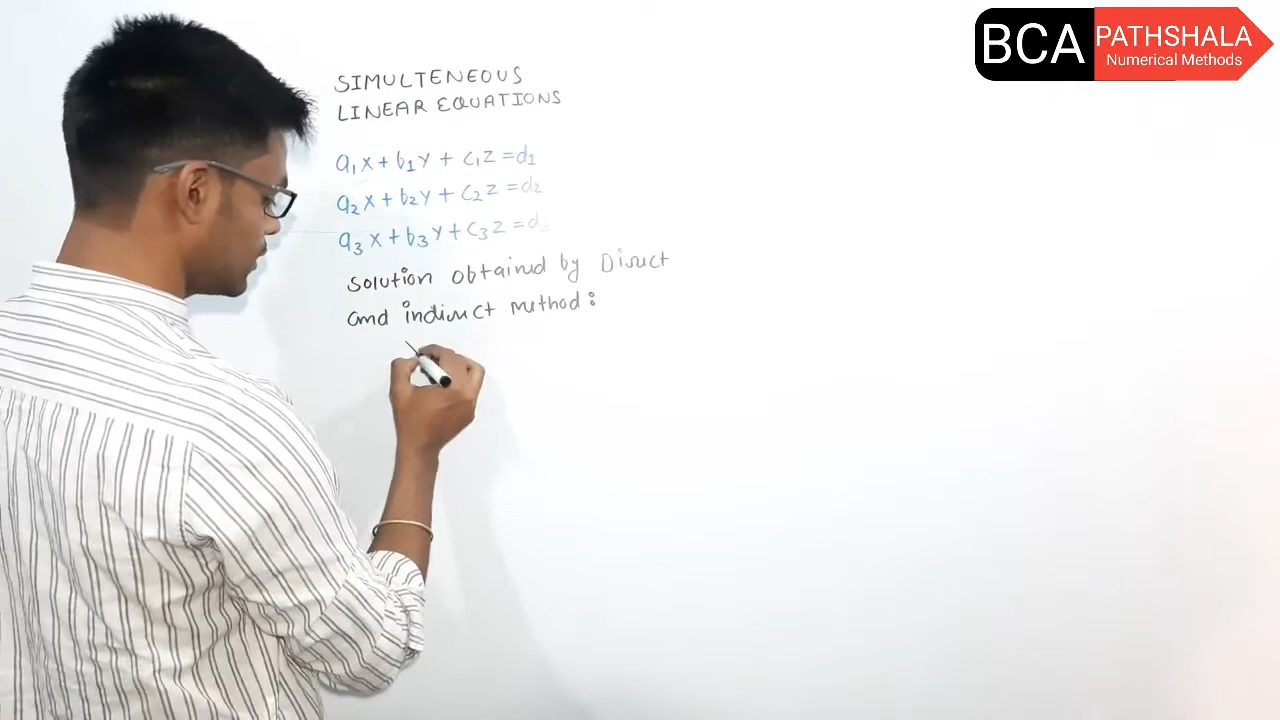 BCA PATHSHALA
Numerical Methods
SIMULTENEOUS
LINEAR EQUATIONS
a₁x + b₁y + c₁z = d₁
a₂x + b₂y + c₂z = d₂
a₃x + b₃y + c₃z = d₃
Solution obtained by Direct
and indirect method: